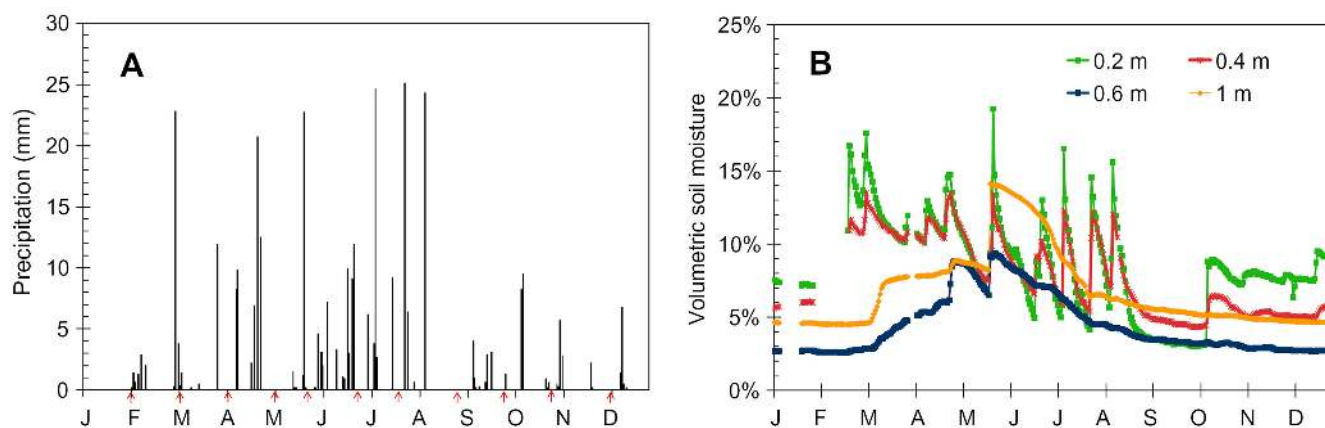 A
Precipitation (mm)
30
25
20
15
10
5
0
J F M A M J J A S O N D
B
Volumetric soil moisture
25%
20%
15%
10%
5%
0%
0.2 m 0.4 m
0.6 m 1 m
J F M A M J J A S O N D